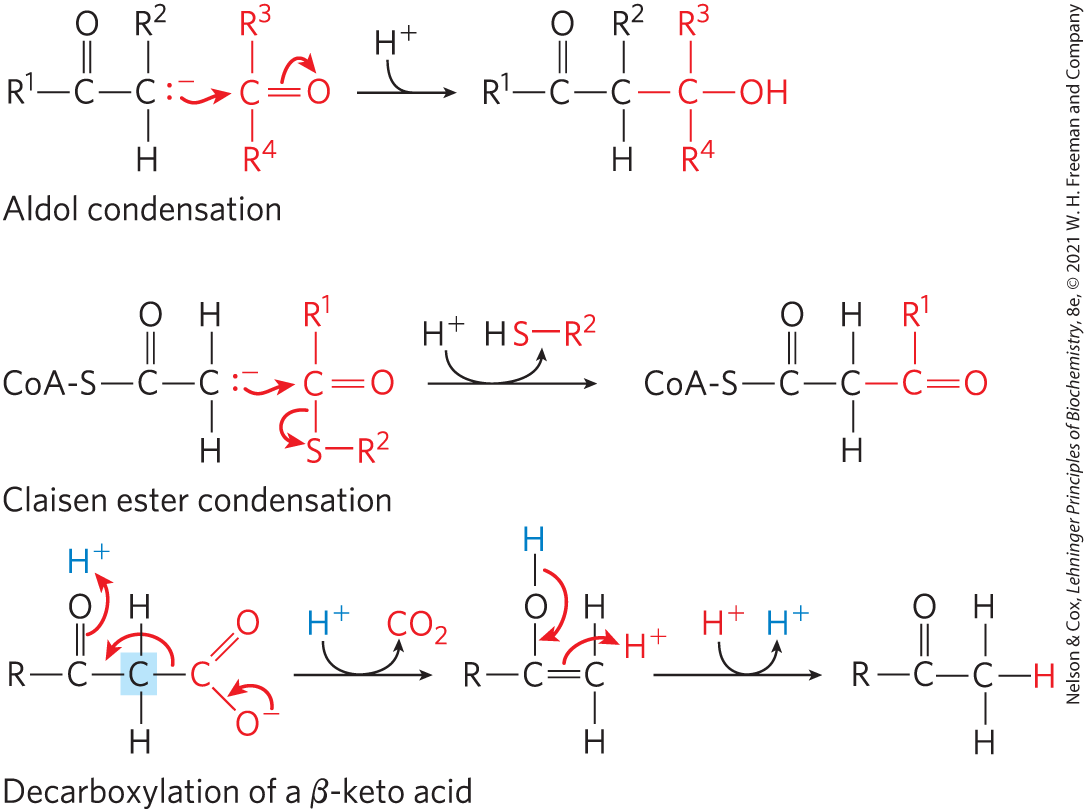 O R² R³ H⁺ O R² R³
R¹—C—C:⁻ C=O R¹—C—C—C—OH
H R⁴ H R⁴
Aldol condensation
O H R¹ H⁺ HS—R² O H R¹
CoA-S—C—C:⁻ C=O CoA-S—C—C—C=O
H S—R² H
Claisen ester condensation
H⁺ H
O H O H⁺ CO₂ O H H⁺ H⁺ H⁺ O H
R—C—C—C R—C=C R—C—C—H
H O⁻ H H
Decarboxylation of a β-keto acid
Nelson & Cox, Lehninger Principles of Biochemistry, 8e, © 2021 W. H. Freeman and Company